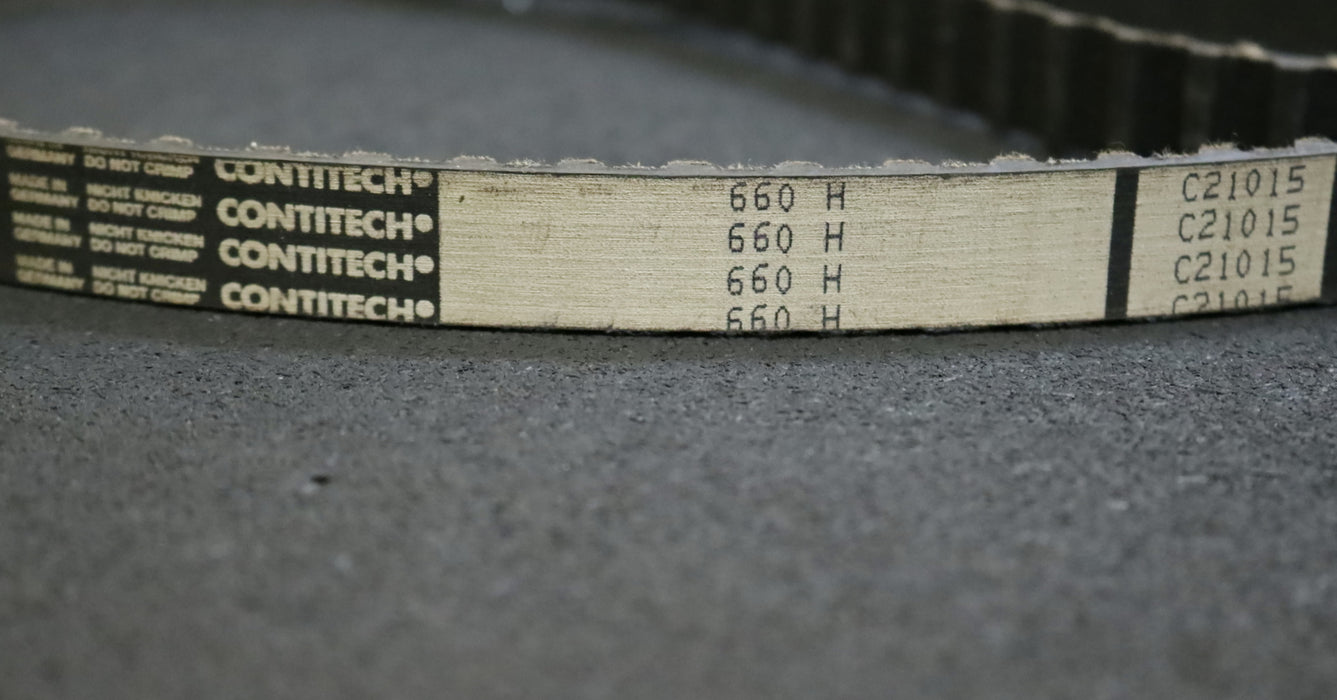 GERMANY DO NOT CRIMP CONTITECH 660 H C21015
MADE IN GERMANY NICHT KNICKEN DO NOT CRIMP CONTITECH 660 H C21015
MADE IN GERMANY NICHT KNICKEN DO NOT CRIMP CONTITECH 660 H C21015
MADE IN GERMANY NICHT KNICKEN DO NOT CRIMP CONTITECH 660 H C21015